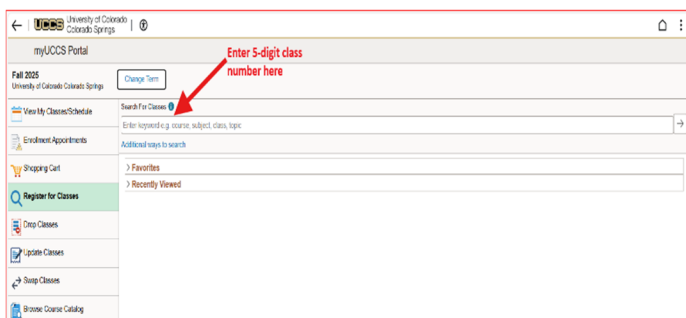 UCCS University of Colorado
Colorado Springs
myUCCS Portal
Enter 5-digit class
number here
Fall 2025
University of Colorado Colorado Springs
Change Term
View My Classes/Schedule
Search For Classes
Enter keyword e.g. course, subject, class, topic
Enrollment Appointments
Additional ways to search
Shopping Cart
Favorites
Register for Classes
Recently Viewed
Drop Classes
Update Classes
Swap Classes
Browse Course Catalog